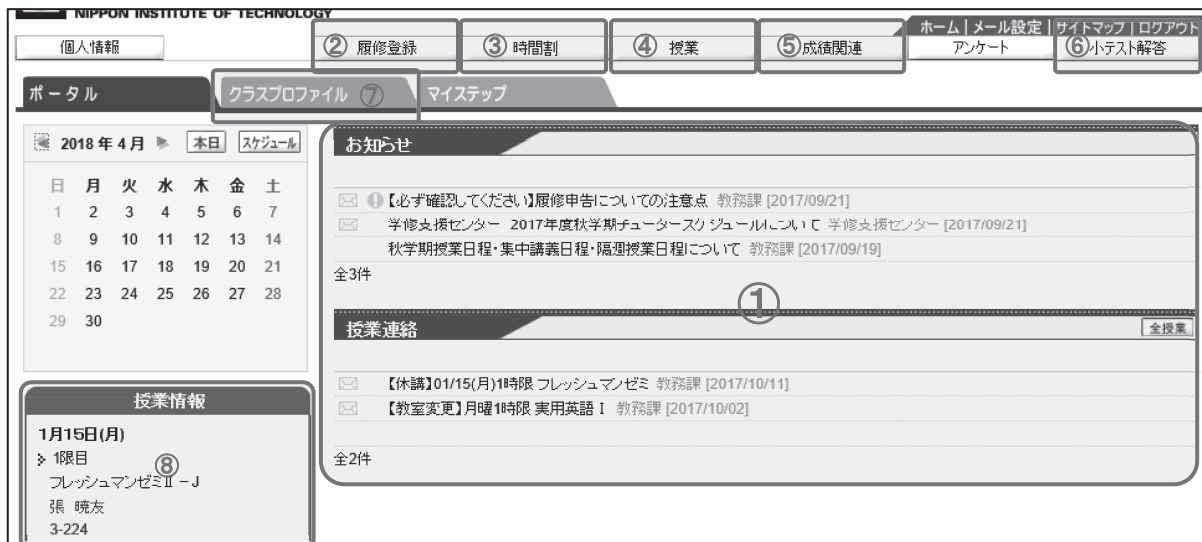 NIPPON INSTITUTE OF TECHNOLOGY
ホーム | メール設定 | サイトマップ | ログアウト
個人情報 ② 履修登録 ③ 時間割 ④ 授業 ⑤ 成績関連 アンケート ⑥ 小テスト解答
ポータル クラスプロファイル ⑦ マイステップ
2018 年 4 月 本日 スケジュール
日 月 火 水 木 金 土
1 2 3 4 5 6 7
8 9 10 11 12 13 14
15 16 17 18 19 20 21
22 23 24 25 26 27 28
29 30
授業情報
1月15日(月)
1限目
⑧
フレッシュマンゼミⅡ－J
張 暁友
3-224
①
お知らせ
【必ず確認してください】履修申告についての注意点 教務課 [2017/09/21]
学修支援センター 2017年度秋学期チュータースケジュールについて 学修支援センター [2017/09/21]
秋学期授業日程・集中講義日程・隔週授業日程について 教務課 [2017/09/19]
全3件
授業連絡 全授業
【休講】01/15(月)1時限 フレッシュマンゼミ 教務課 [2017/10/11]
【教室変更】月曜1時限 実用英語Ⅰ 教務課 [2017/10/02]
全2件